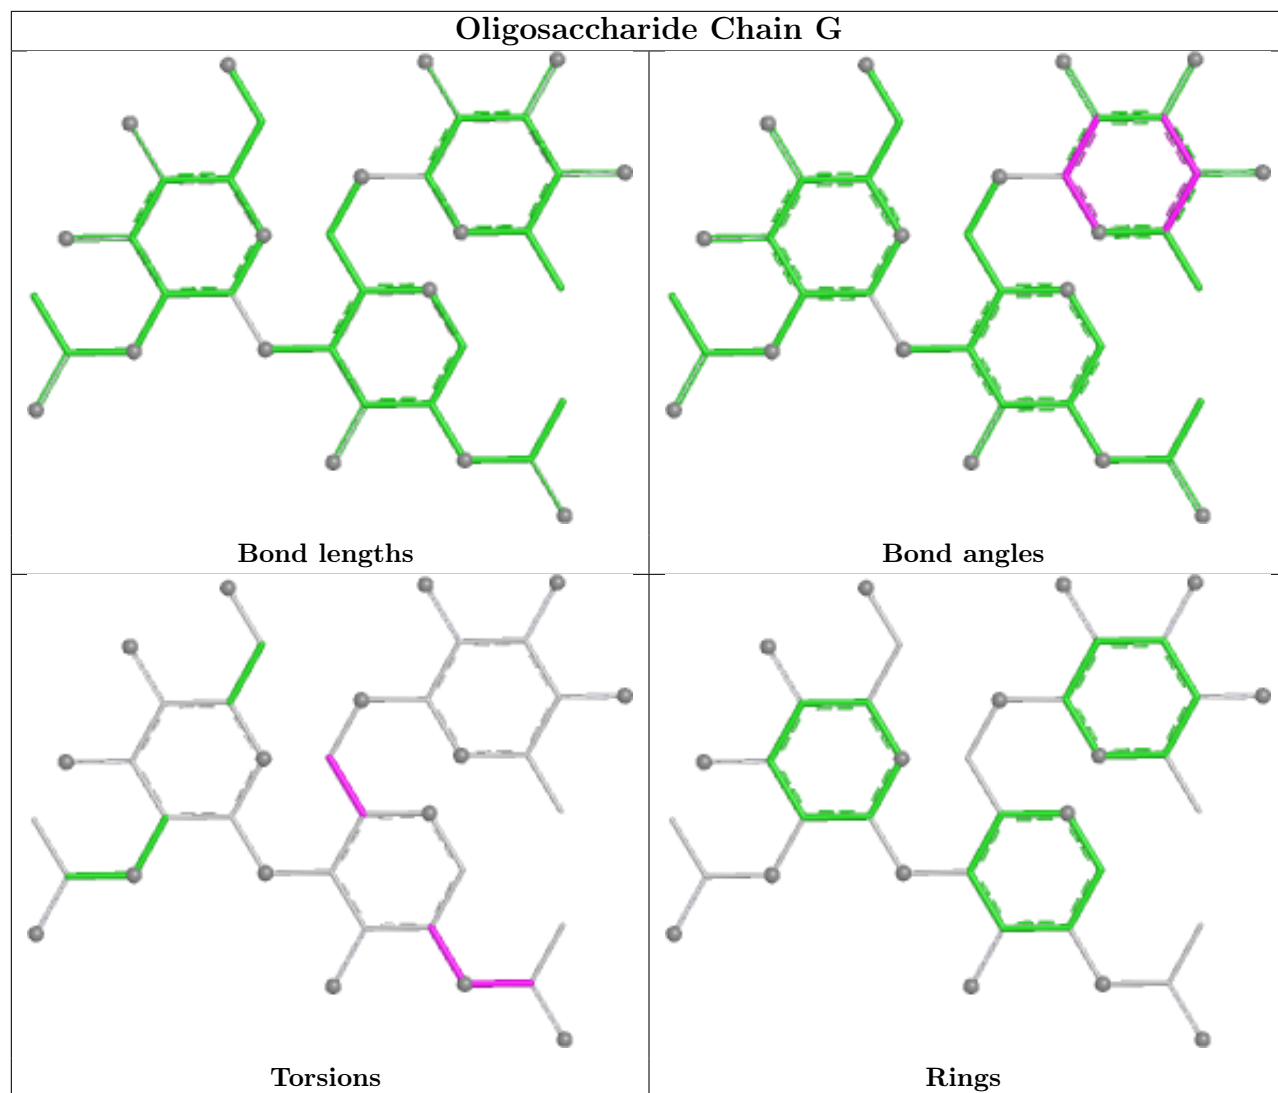 Oligosaccharide Chain G
Bond lengths
Bond angles
Torsions
Rings